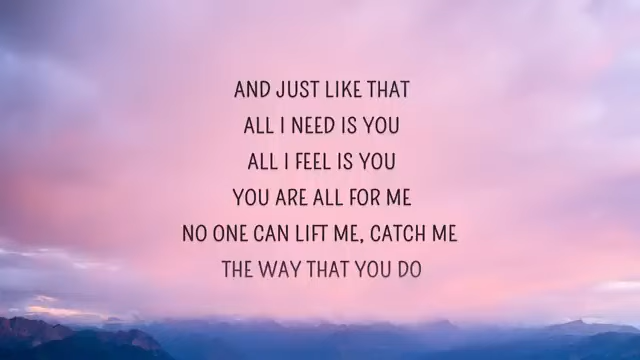 AND JUST LIKE THAT
ALL I NEED IS YOU
ALL I FEEL IS YOU
YOU ARE ALL FOR ME
NO ONE CAN LIFT ME, CATCH ME
THE WAY THAT YOU DO